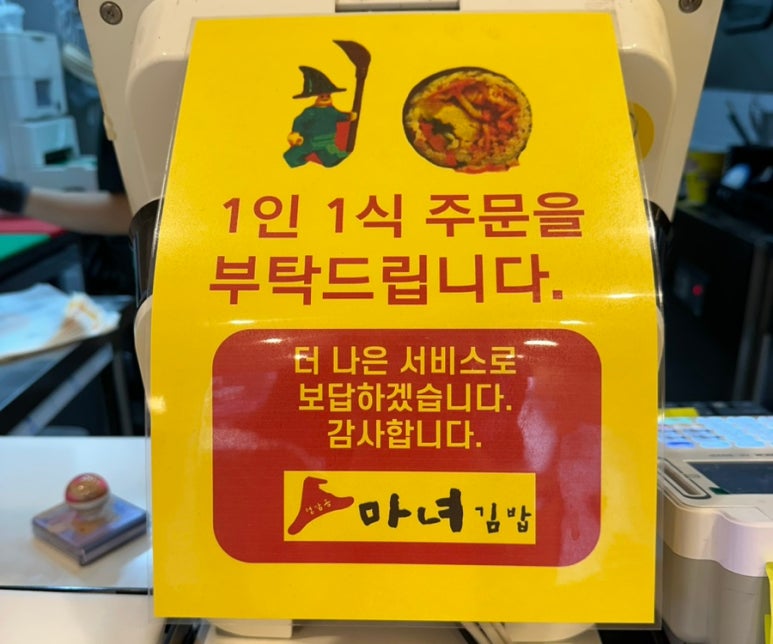 1인 1식 주문을
부탁드립니다.
더 나은 서비스로
보답하겠습니다.
감사합니다.
마녀김밥